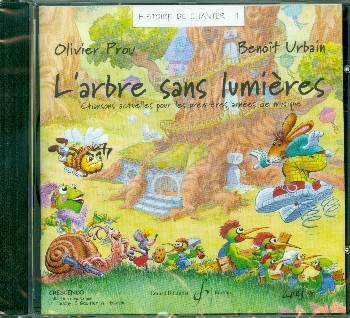 HISTOIRE DE CHANTER 1
Olivier Prou
Benoît Urbain
L'arbre sans lumières
Chansons actuelles pour les premières années de musique
CRESCENDO
Gérard Billaudot